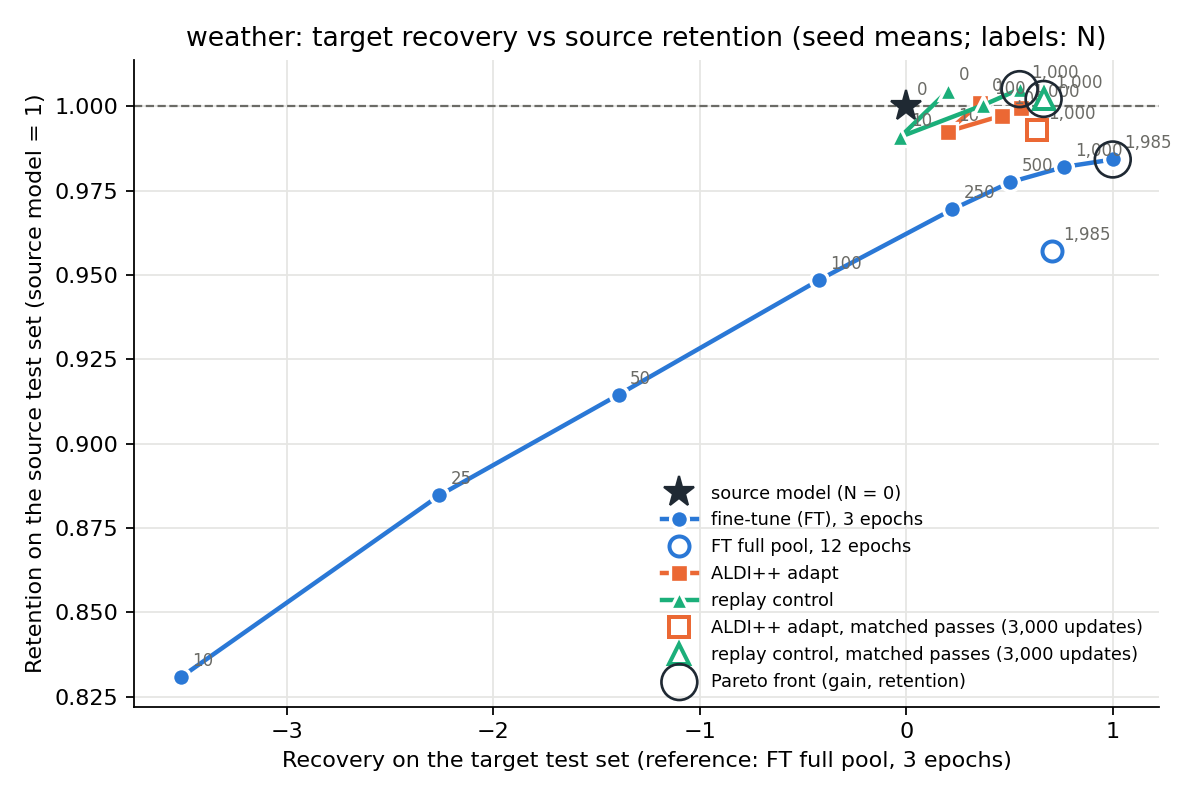 weather: target recovery vs source retention (seed means; labels: N)
Retention on the source test set (source model = 1)
1.000
0.975
0.950
0.925
0.900
0.875
0.850
0.825
0
0
10
10
100
1,000
1,000
1,000
1,000
1,985
500
250
1,985
100
50
25
10
source model (N = 0)
fine-tune (FT), 3 epochs
FT full pool, 12 epochs
ALDI++ adapt
replay control
ALDI++ adapt, matched passes (3,000 updates)
replay control, matched passes (3,000 updates)
Pareto front (gain, retention)
−3
−2
−1
0
1
Recovery on the target test set (reference: FT full pool, 3 epochs)